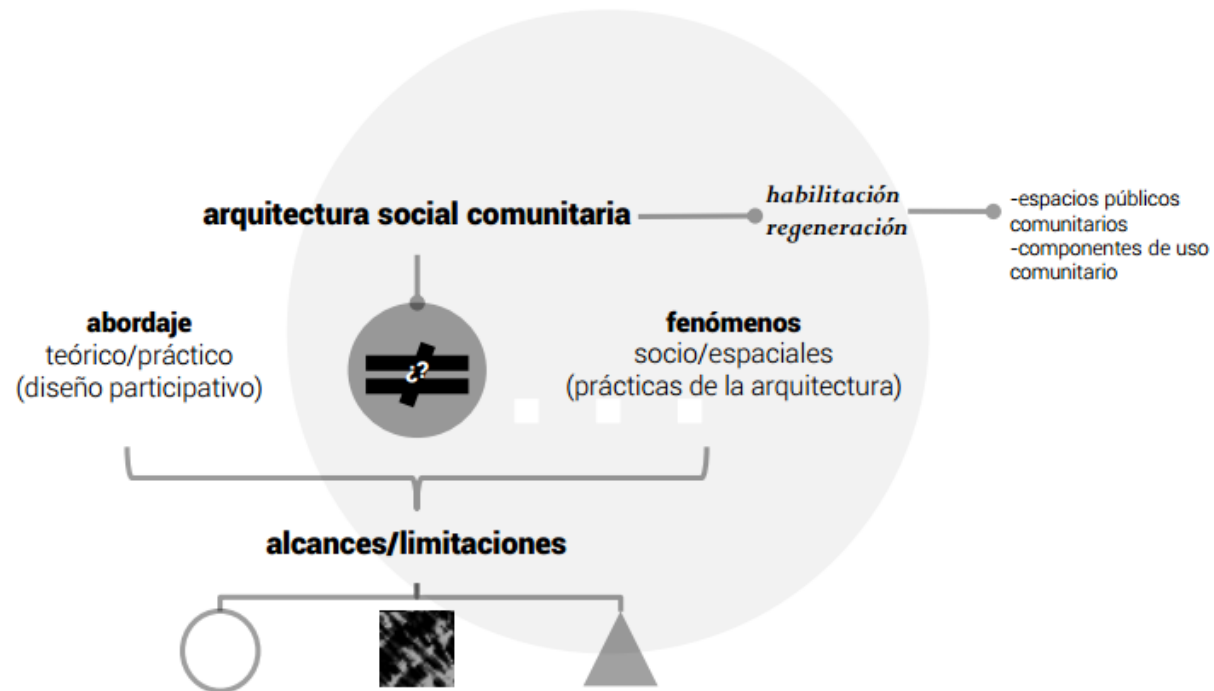 arquitectura social comunitaria
habilitación
regeneración
-espacios públicos
comunitarios
-componentes de uso
comunitario
abordaje
teórico/práctico
(diseño participativo)
¿?
fenómenos
socio/espaciales
(prácticas de la arquitectura)
alcances/limitaciones